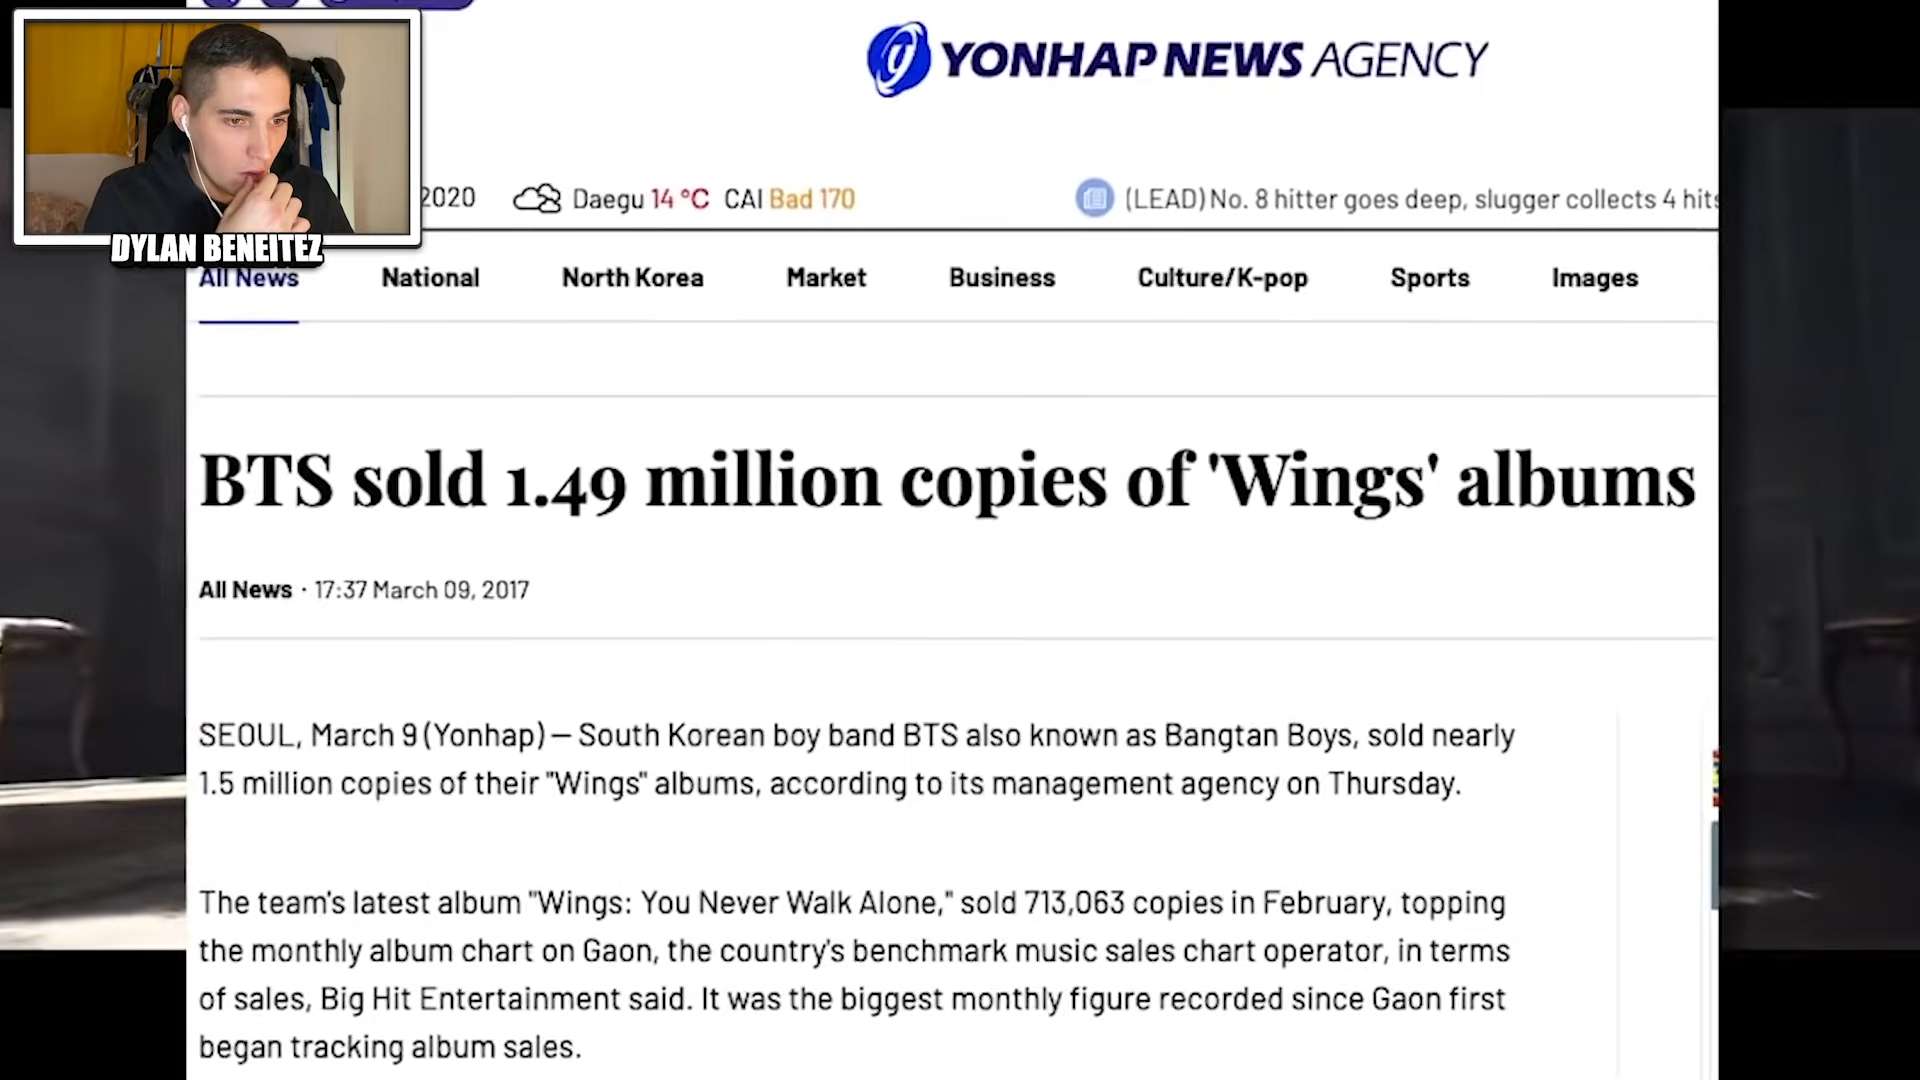 YONHAP NEWS AGENCY
2020 Daegu 14 °C CAI Bad 170 (LEAD) No. 8 hitter goes deep, slugger collects 4 hits
DYLAN BENEITEZ
All News National North Korea Market Business Culture/K-pop Sports Images
BTS sold 1.49 million copies of 'Wings' albums
All News · 17:37 March 09, 2017
SEOUL, March 9 (Yonhap) — South Korean boy band BTS also known as Bangtan Boys, sold nearly
1.5 million copies of their "Wings" albums, according to its management agency on Thursday.
The team's latest album "Wings: You Never Walk Alone," sold 713,063 copies in February, topping
the monthly album chart on Gaon, the country's benchmark music sales chart operator, in terms
of sales, Big Hit Entertainment said. It was the biggest monthly figure recorded since Gaon first
began tracking album sales.